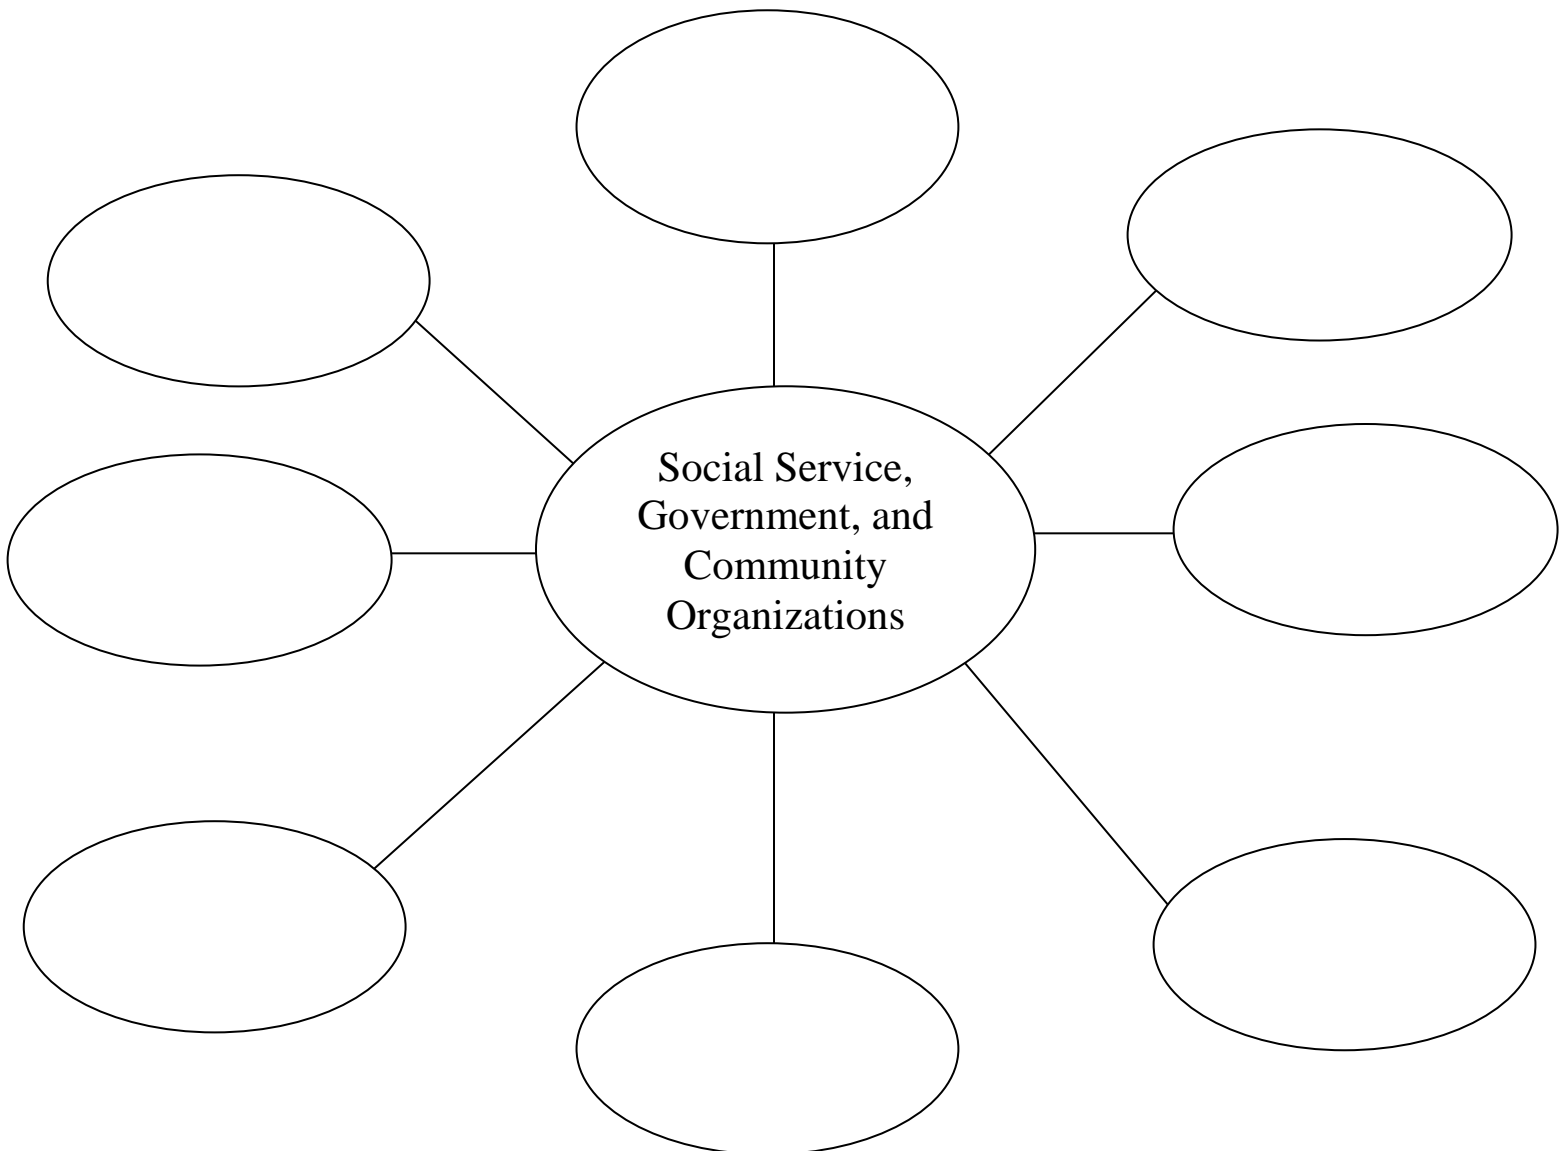 Social Service,
Government, and
Community
Organizations